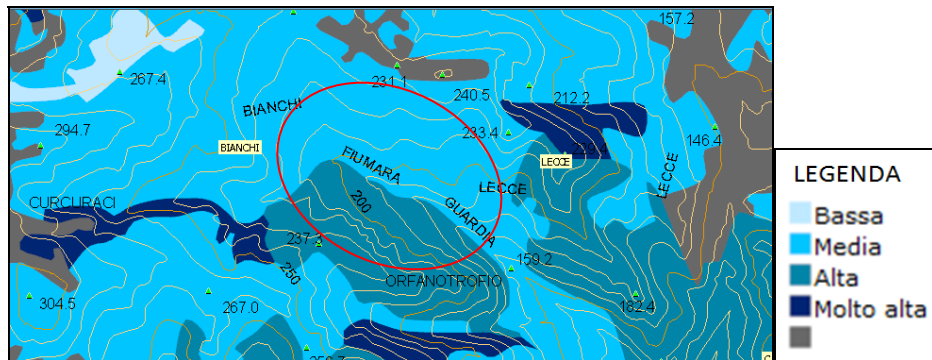 157.2
267.4
231.1
240.5
212.2
BIANCHI
294.7
233.4
146.4
BIANCHI
FIUMARA
LECCE
LECCE
LECCE
CURCURACI
200
GUARDIA
250
159.2
ORFANOTROFIO
304.5
267.0
182.4
LEGENDA
Bassa
Media
Alta
Molto alta